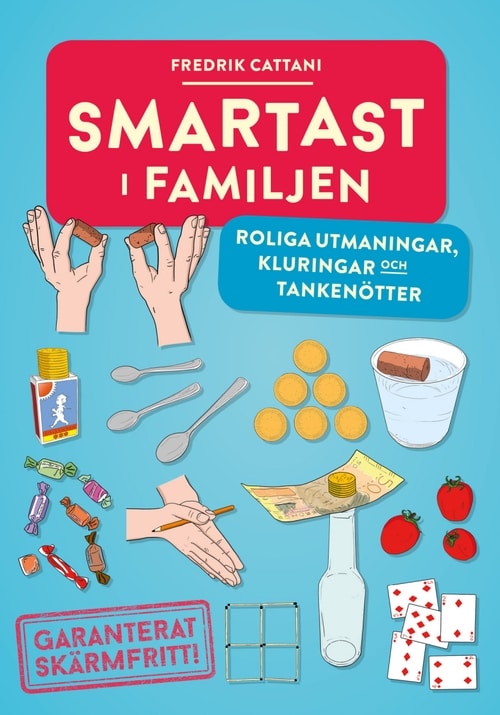 FREDRIK CATTANI
SMARTAST
I FAMILJEN
ROLIGA UTMANINGAR,
KLURINGAR OCH
TANKENÖTTER
GARANTERAT
SKÄRMFRITT!